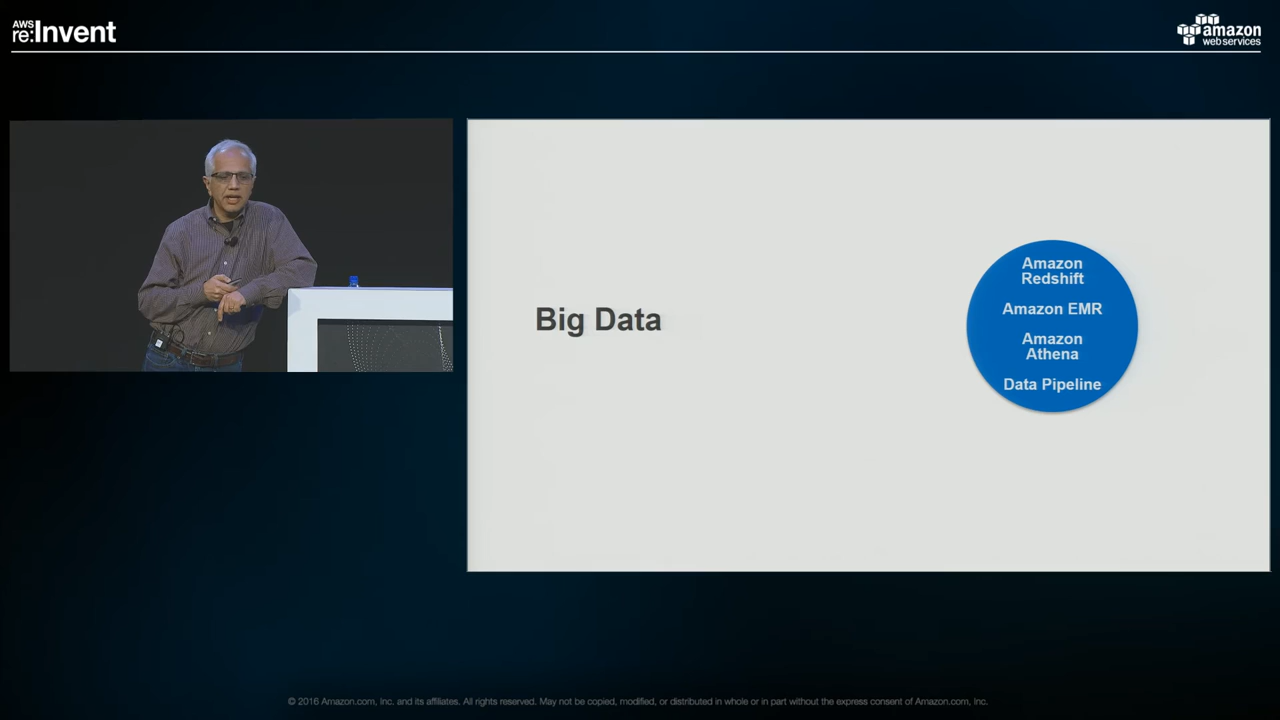 AWS
re:Invent
amazon
webservices
Big Data
Amazon
Redshift
Amazon EMR
Amazon
Athena
Data Pipeline
© 2016 Amazon.com, Inc. and its affiliates. All rights reserved. May not be copied, modified, or distributed in whole or in part without the express consent of Amazon.com, Inc.